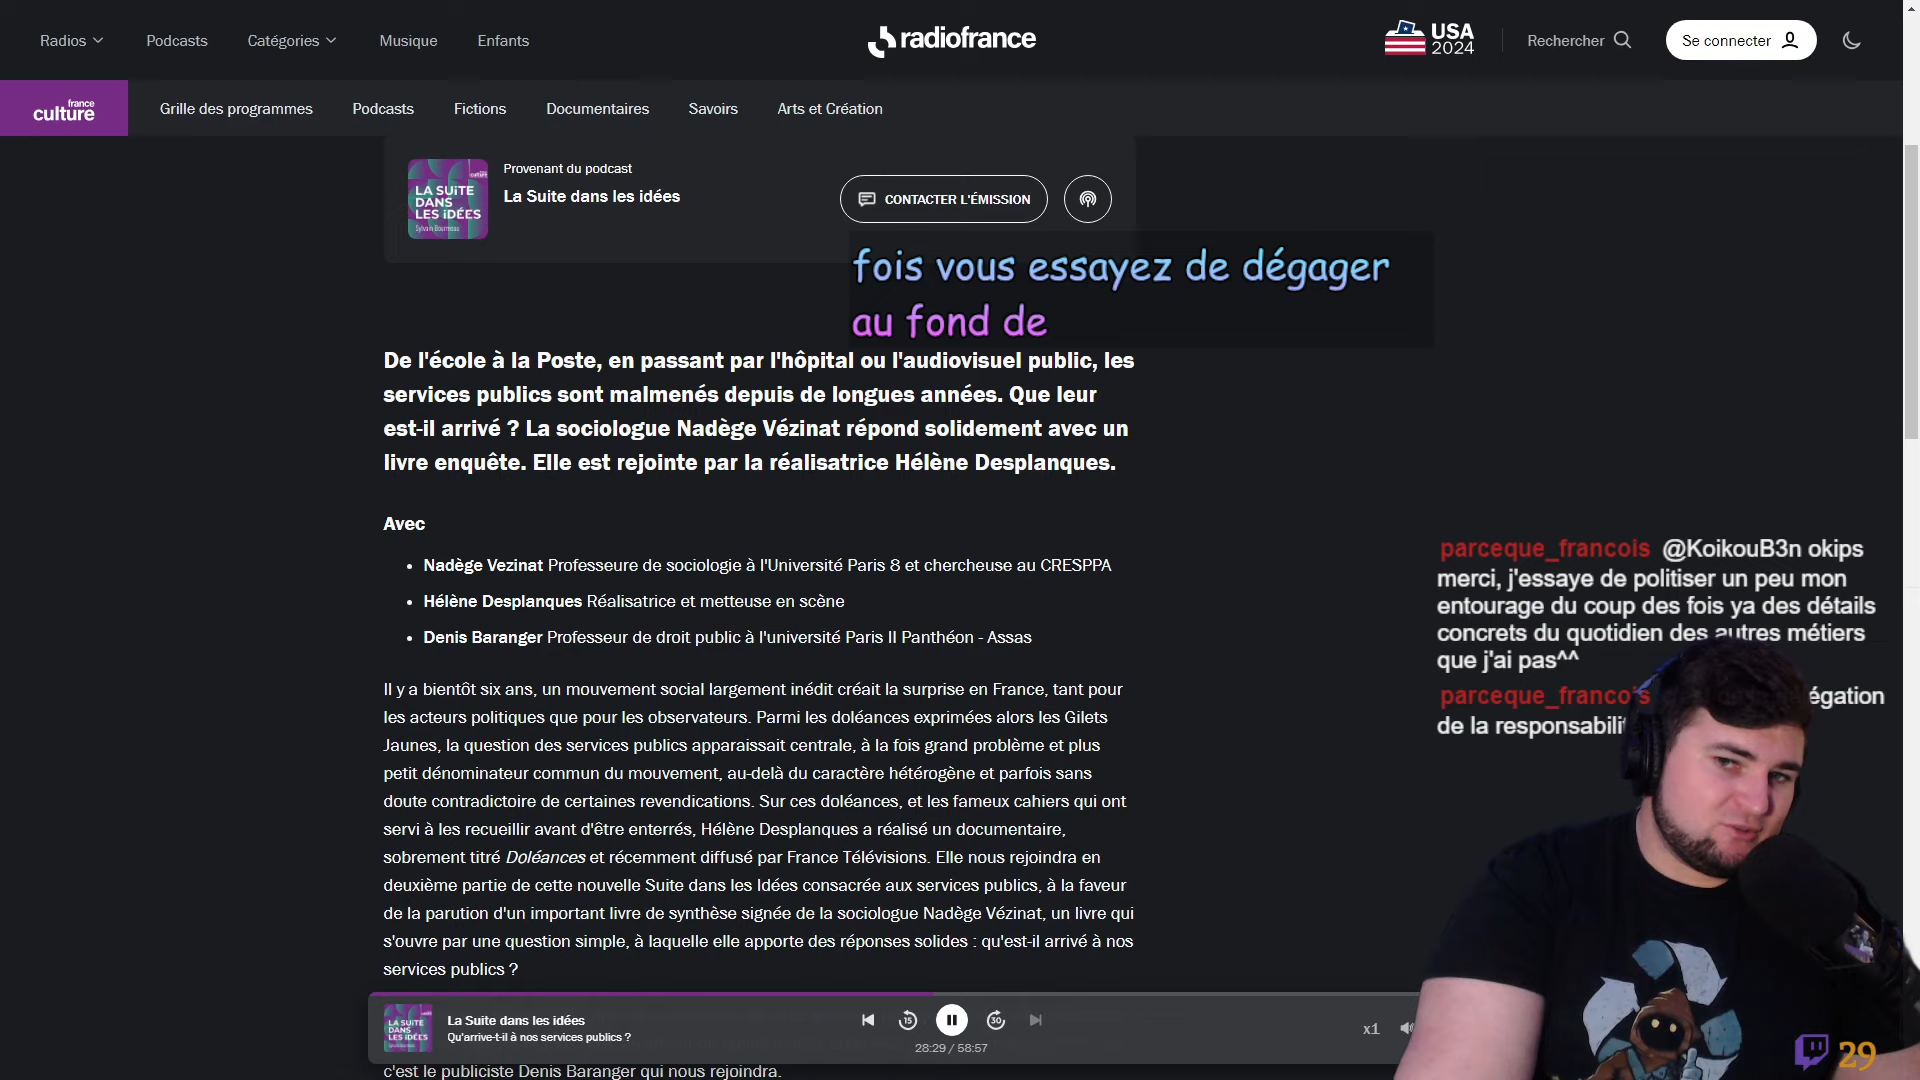 Radios
Podcasts
Catégories
Musique
Enfants
radiofrance
USA
2024
Rechercher
Se connecter
france
culture
Grille des programmes
Podcasts
Fictions
Documentaires
Savoirs
Arts et Création
LA SUITE
DANS
LES IDÉES
Sylvain Bourmeau
Provenant du podcast
La Suite dans les idées
CONTACTER L'ÉMISSION
fois vous essayez de dégager
au fond de
De l'école à la Poste, en passant par l'hôpital ou l'audiovisuel public, les
services publics sont malmenés depuis de longues années. Que leur
est-il arrivé ? La sociologue Nadège Vézinat répond solidement avec un
livre enquête. Elle est rejointe par la réalisatrice Hélène Desplanques.
Avec
• Nadège Vezinat Professeure de sociologie à l'Université Paris 8 et chercheuse au CRESPPA
• Hélène Desplanques Réalisatrice et metteuse en scène
• Denis Baranger Professeur de droit public à l'université Paris II Panthéon - Assas
Il y a bientôt six ans, un mouvement social largement inédit créait la surprise en France, tant pour
les acteurs politiques que pour les observateurs. Parmi les doléances exprimées alors les Gilets
Jaunes, la question des services publics apparaissait centrale, à la fois grand problème et plus
petit dénominateur commun du mouvement, au-delà du caractère hétérogène et parfois sans
doute contradictoire de certaines revendications. Sur ces doléances, et les fameux cahiers qui ont
servi à les recueillir avant d'être enterrés, Hélène Desplanques a réalisé un documentaire,
sobrement titré Doléances et récemment diffusé par France Télévisions. Elle nous rejoindra en
deuxième partie de cette nouvelle Suite dans les Idées consacrée aux services publics, à la faveur
de la parution d'un important livre de synthèse signée de la sociologue Nadège Vézinat, un livre qui
s'ouvre par une question simple, à laquelle elle apporte des réponses solides : qu'est-il arrivé à nos
services publics ?
c'est le publiciste Denis Baranger qui nous rejoindra.
parceque_francois @KoikouB3n okips
merci, j'essaye de politiser un peu mon
entourage du coup des fois ya des détails
concrets du quotidien des autres métiers
que j'ai pas^^
parceque_francois égation
de la responsabili
LA SUITE
DANS
LES IDÉES
La Suite dans les idées
Qu'arrive-t-il à nos services publics ?
15
30
28:29 / 58:57
x1
29